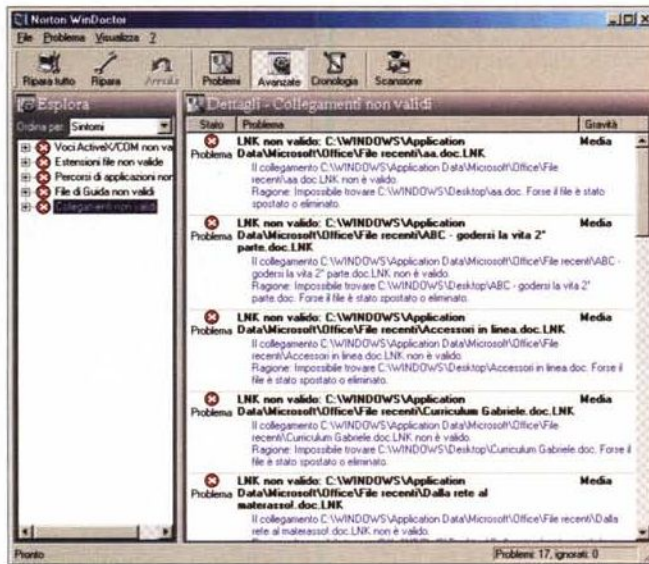 Norton WinDoctor
File Problema Visualizza ?
Ripara tutto Ripara Annulla Problemi Avanzate Cronologia Scansione
Esplora
Ordina per: Sintomi
Voci ActiveX/COM non va
Estensioni file non valide
Percorsi di applicazioni non
File di Guida non validi
Collegamenti non validi
Dettagli - Collegamenti non validi
Stato Problema Gravità
Problema
LNK non valido: C:\WINDOWS\Application Media
Data\Microsoft\Office\File recenti\aa.doc.LNK
Il collegamento C:\WINDOWS\Application Data\Microsoft\Office\File
recenti\aa.doc.LNK non è valido.
Ragione: Impossibile trovare C:\WINDOWS\Desktop\aa.doc. Forse il file è stato
spostato o eliminato.
Problema
LNK non valido: C:\WINDOWS\Application Media
Data\Microsoft\Office\File recenti\ABC - godersi la vita 2°
parte.doc.LNK
Il collegamento C:\WINDOWS\Application Data\Microsoft\Office\File recenti\ABC -
godersi la vita 2° parte.doc.LNK non è valido.
Ragione: Impossibile trovare C:\WINDOWS\Desktop\ABC - godersi la vita 2°
parte.doc. Forse il file è stato spostato o eliminato.
Problema
LNK non valido: C:\WINDOWS\Application Media
Data\Microsoft\Office\File recenti\Accessori in linea.doc.LNK
Il collegamento C:\WINDOWS\Application Data\Microsoft\Office\File
recenti\Accessori in linea.doc.LNK non è valido.
Ragione: Impossibile trovare C:\WINDOWS\Desktop\Accessori in linea.doc. Forse il
file è stato spostato o eliminato.
Problema
LNK non valido: C:\WINDOWS\Application Media
Data\Microsoft\Office\File recenti\Curriculum Gabriele.doc.LNK
Il collegamento C:\WINDOWS\Application Data\Microsoft\Office\File
recenti\Curriculum Gabriele.doc.LNK non è valido.
Ragione: Impossibile trovare C:\WINDOWS\Desktop\Curriculum Gabriele.doc. Forse il
file è stato spostato o eliminato.
Problema
LNK non valido: C:\WINDOWS\Application Media
Data\Microsoft\Office\File recenti\Dalla rete al
materasso!.doc.LNK
Il collegamento C:\WINDOWS\Application Data\Microsoft\Office\File recenti\Dalla
rete al materasso!.doc.LNK non è valido.
Pronto
Problemi: 17, ignorati: 0